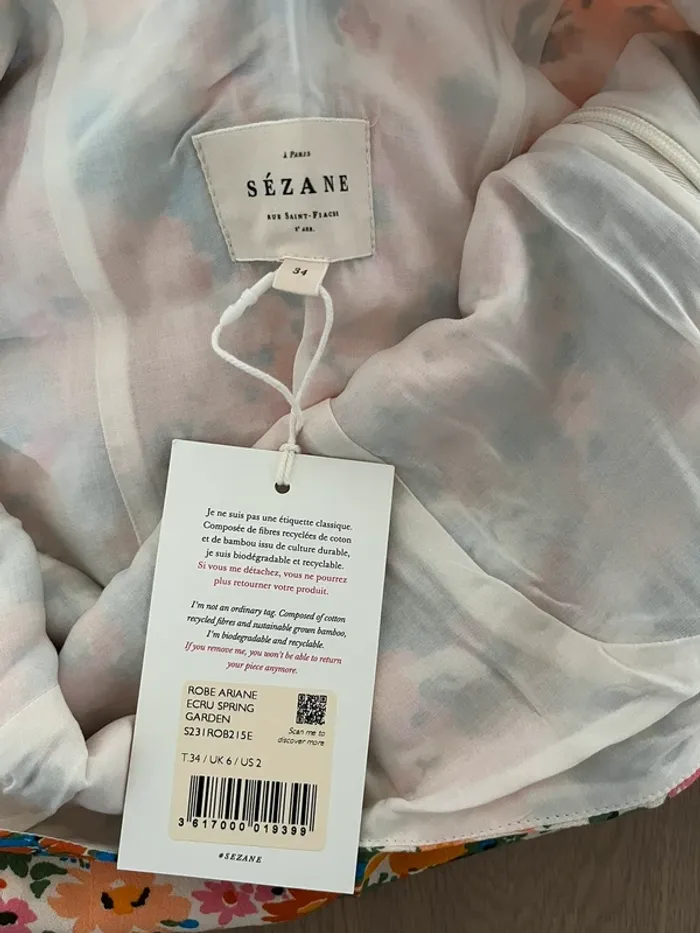 à Paris
SÉZANE
RUE SAINT-FIACRE
2e ARR.
34
Je ne suis pas une étiquette classique.
Composée de fibres recyclées de coton
et de bambou issu de culture durable,
je suis biodégradable et recyclable.
Si vous me détachez, vous ne pourrez
plus retourner votre produit.
I'm not an ordinary tag. Composed of cotton
recycled fibres and sustainable grown bamboo,
I'm biodegradable and recyclable.
If you remove me, you won't be able to return
your piece anymore.
ROBE ARIANE
ECRU SPRING
GARDEN
S231ROB215E
Scan me to
discover more
T.34 / UK 6 / US 2
3 617000 019399
#SEZANE